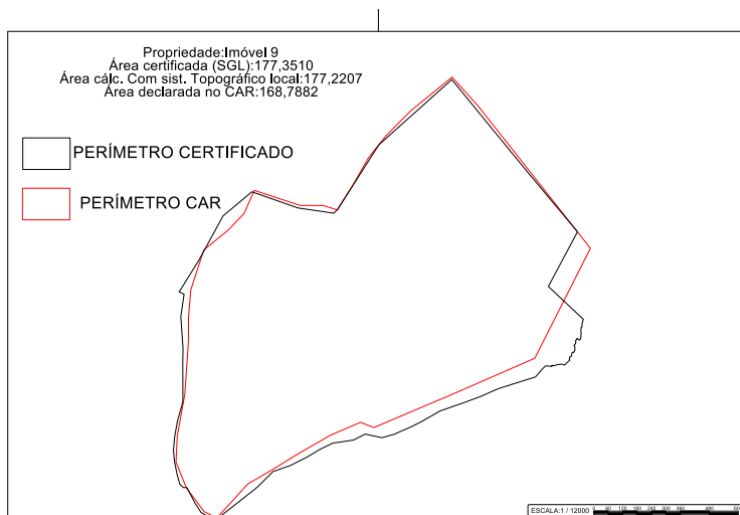 Propriedade:Imóvel 9
Área certificada (SGL):177,3510
Área cálc. Com sist. Topográfico local:177,2207
Área declarada no CAR:168,7882
PERÍMETRO CERTIFICADO
PERÍMETRO CAR
ESCALA:1 / 12000